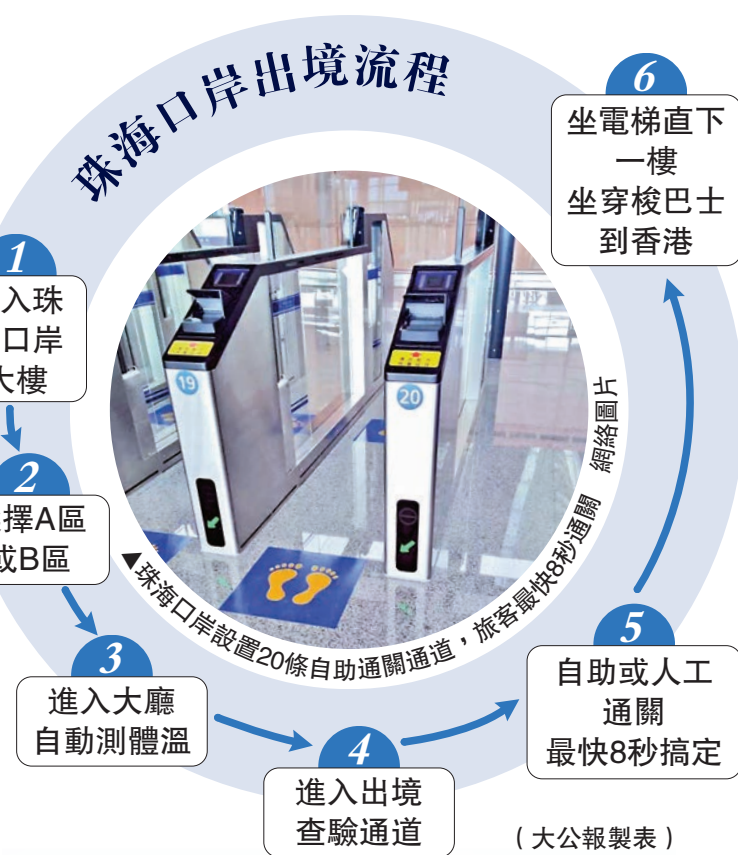 珠海口岸出境流程
1
入珠
口岸
大樓
2
擇A區
或B區
3
進入大廳
自動測體溫
4
進入出境
查驗通道
5
自助或人工
通關
最快8秒搞定
6
坐電梯直下
一樓
坐穿梭巴士
到香港
19
20
▲珠海口岸設置20條自助通關通道，旅客最快8秒通關 網絡圖片
（大公報製表）